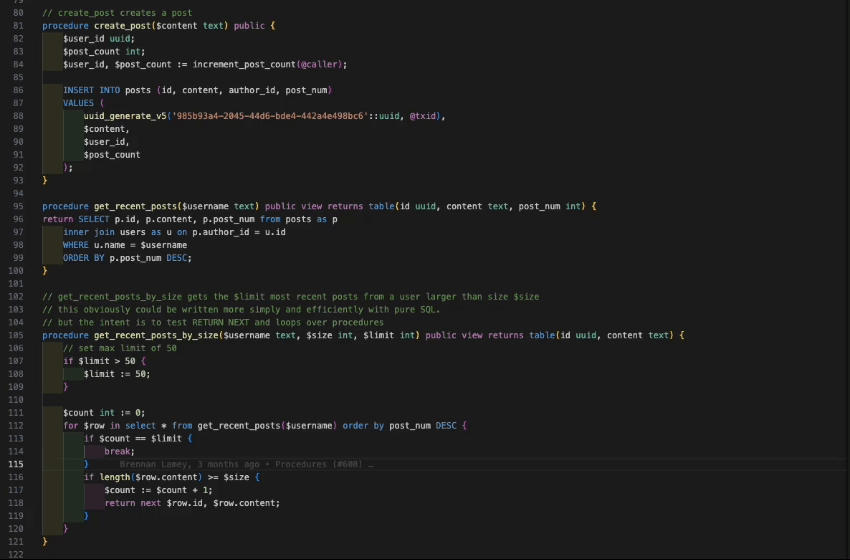 80 // create_post creates a post
81 procedure create_post($content text) public {
82 $user_id uuid;
83 $post_count int;
84 $user_id, $post_count := increment_post_count(@caller);
85
86 INSERT INTO posts (id, content, author_id, post_num)
87 VALUES (
88 uuid_generate_v5('985b93a4-2045-44d6-bde4-442a4e498bc6'::uuid, @txid),
89 $content,
90 $user_id,
91 $post_count
92 );
93 }
94
95 procedure get_recent_posts($username text) public view returns table(id uuid, content text, post_num int) {
96 return SELECT p.id, p.content, p.post_num from posts as p
97 inner join users as u on p.author_id = u.id
98 WHERE u.name = $username
99 ORDER BY p.post_num DESC;
100 }
101
102 // get_recent_posts_by_size gets the $limit most recent posts from a user larger than size $size
103 // this obviously could be written more simply and efficiently with pure SQL.
104 // but the intent is to test RETURN NEXT and loops over procedures
105 procedure get_recent_posts_by_size($username text, $size int, $limit int) public view returns table(id uuid, content text) {
106 // set max limit of 50
107 if $limit > 50 {
108 $limit := 50;
109 }
110
111 $count int := 0;
112 for $row in select * from get_recent_posts($username) order by post_num DESC {
113 if $count == $limit {
114 break;
115 } Brennan Lamey, 3 months ago • Procedures (#608) …
116 if length($row.content) >= $size {
117 $count := $count + 1;
118 return next $row.id, $row.content;
119 }
120 }
121 }
122